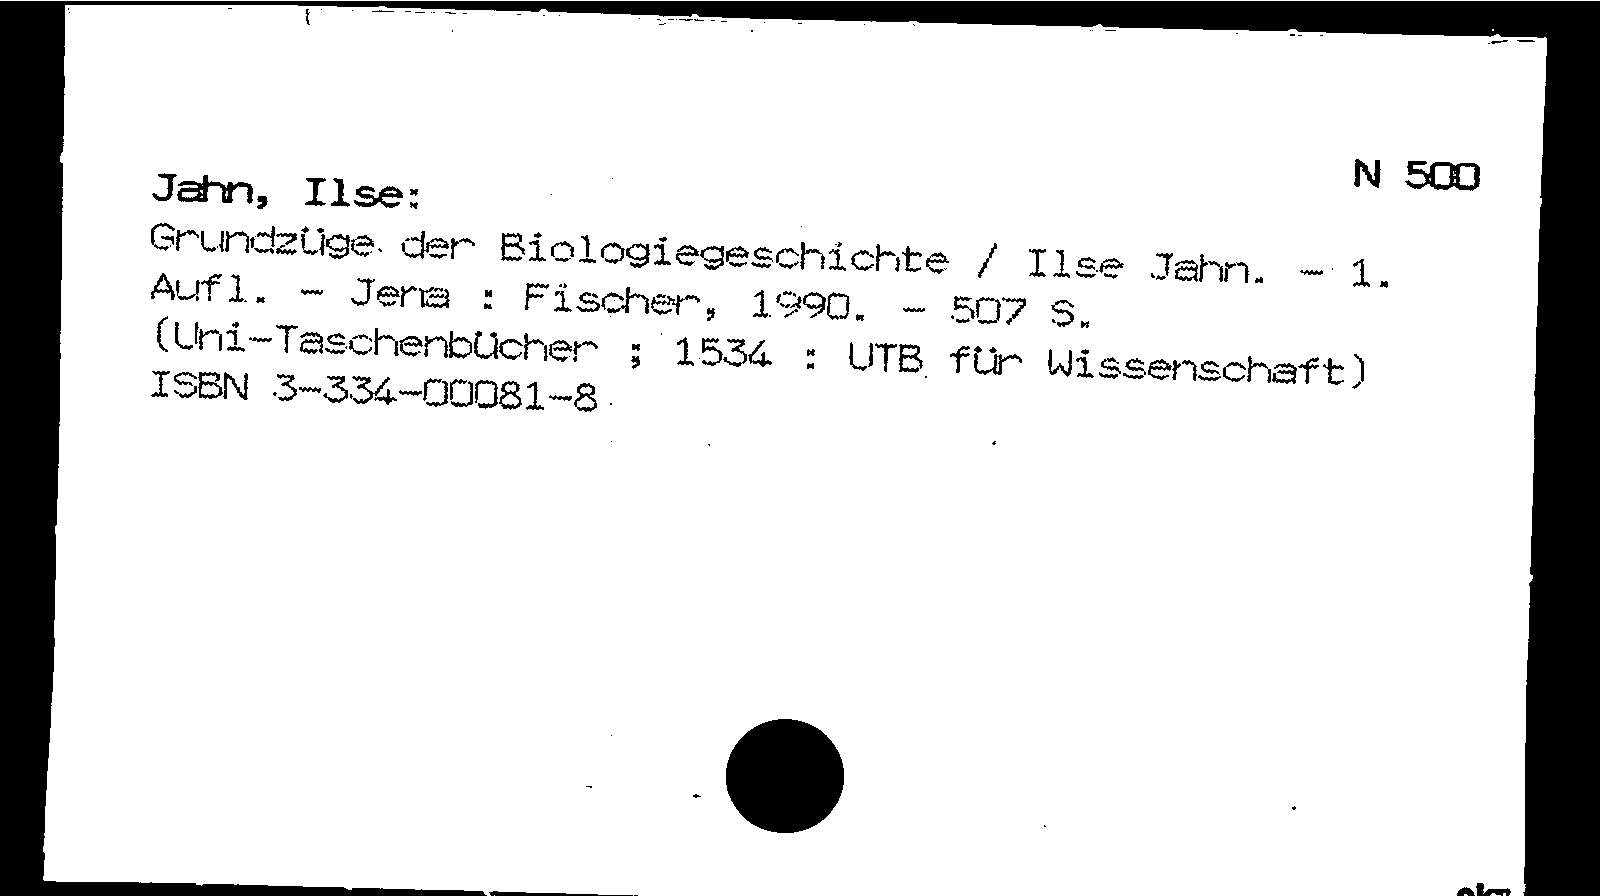 N 500
Jahn, Ilse:
Grundzüge der Biologiegeschichte / Ilse Jahn. - 1.
Aufl. - Jena : Fischer, 1990. - 507 S.
(Uni-Taschenbücher ; 1534 : UTB für Wissenschaft)
ISBN 3-334-00081-8